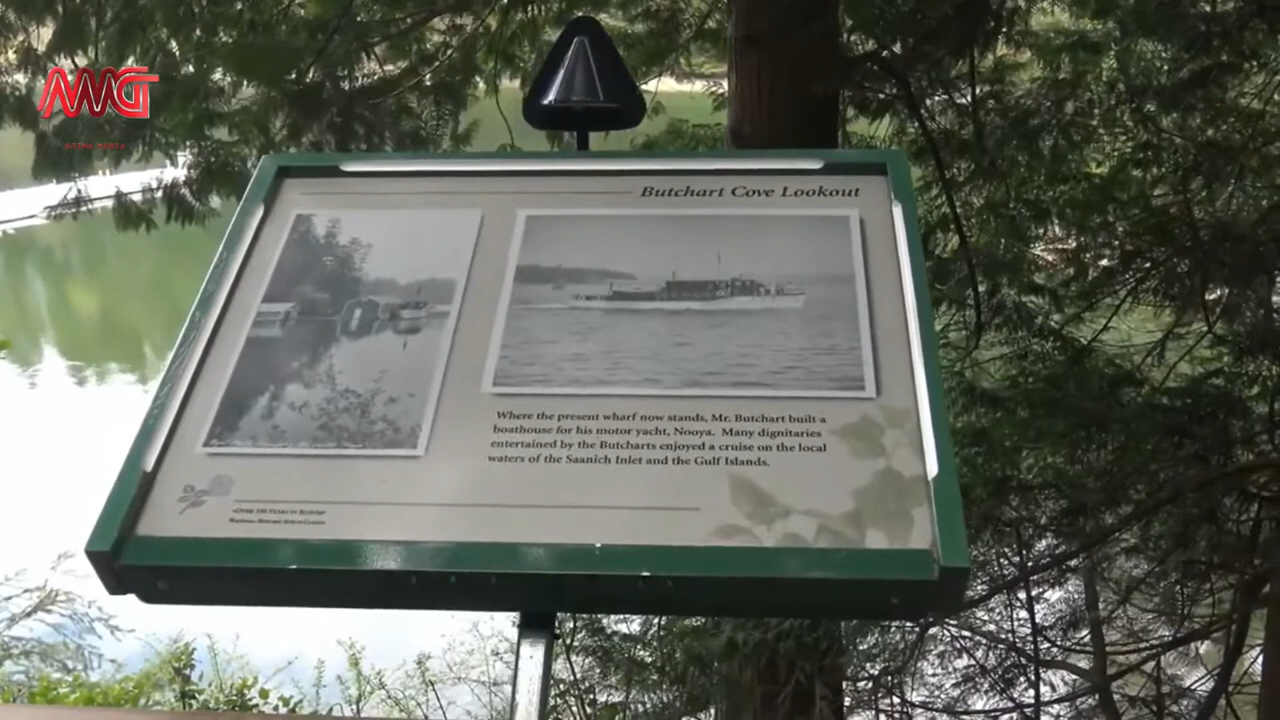 NMG
Butchart Cove Lookout
Where the present wharf now stands, Mr. Butchart built a
boathouse for his motor yacht, Nooya. Many dignitaries
entertained by the Butcharts enjoyed a cruise on the local
waters of the Saanich Inlet and the Gulf Islands.